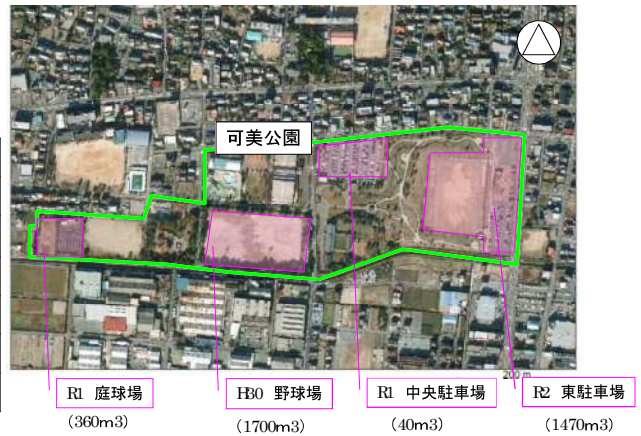 可美公園
200 m
R1 庭球場
H30 野球場
R1 中央駐車場
R2 東駐車場
(360m3)
(1700m3)
(40m3)
(1470m3)